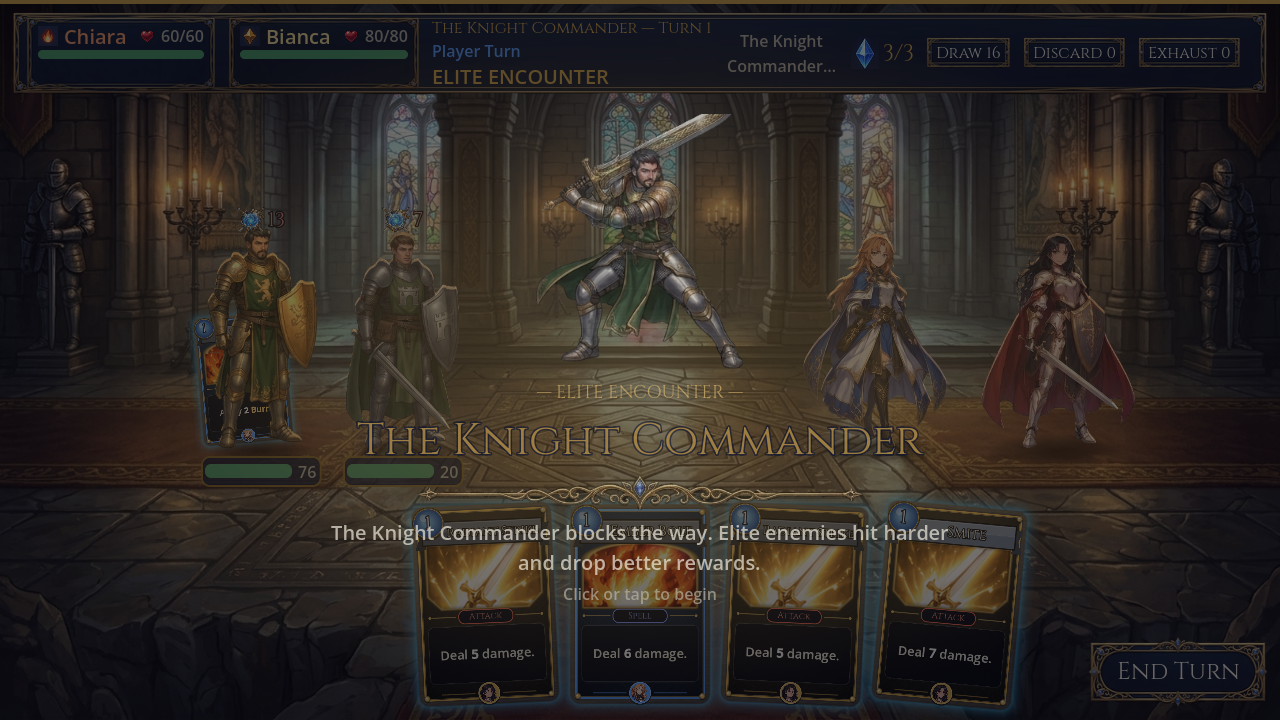 Chiara 60/60
Bianca 80/80
The Knight Commander — Turn 1
Player Turn
ELITE ENCOUNTER
The Knight
Commander...
3/3
Draw 16
Discard 0
Exhaust 0
13
7
1
2 Burn
76
20
— Elite Encounter —
The Knight Commander
The Knight Commander blocks the way. Elite enemies hit harder
and drop better rewards.
Click or tap to begin
1
Attack
Deal 5 damage.
1
Spell
Deal 6 damage.
1
Attack
Deal 5 damage.
1
Smite
Attack
Deal 7 damage.
End Turn